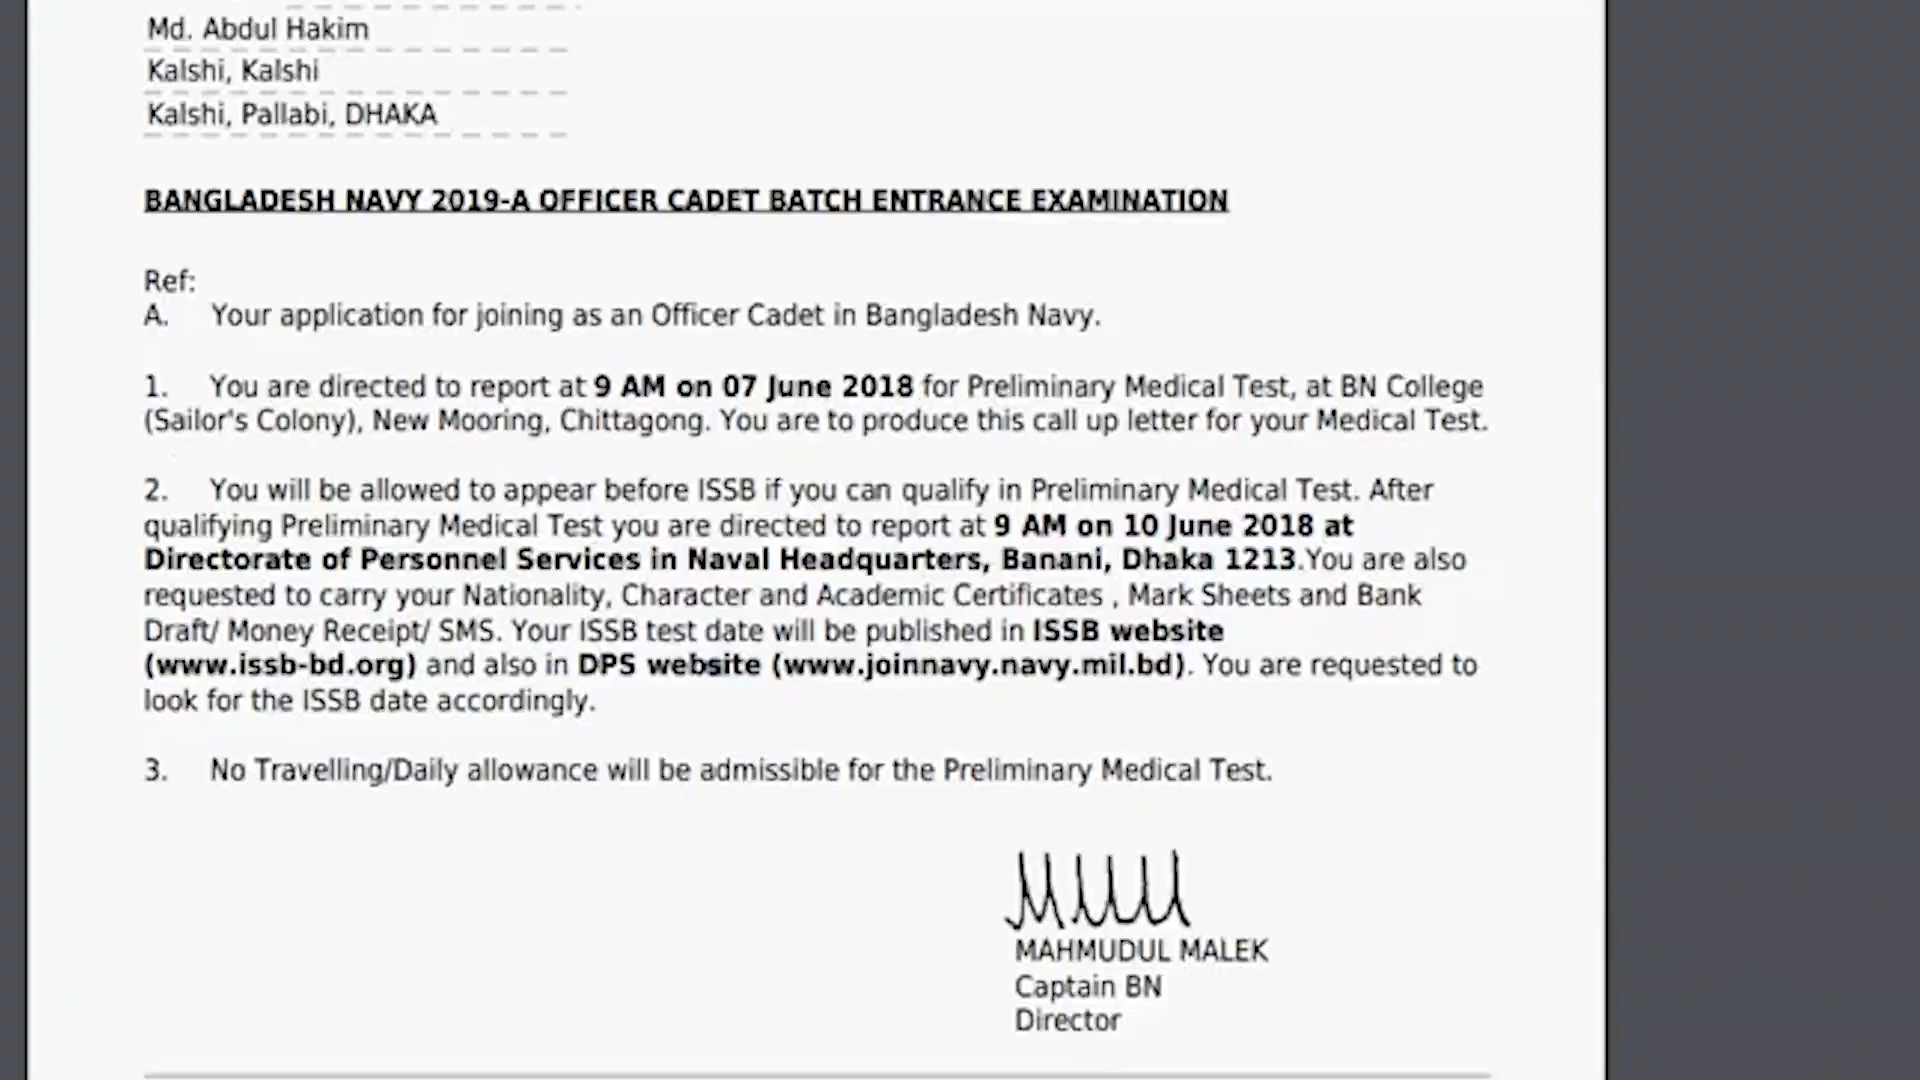 Md. Abdul Hakim
Kalshi, Kalshi
Kalshi, Pallabi, DHAKA
BANGLADESH NAVY 2019-A OFFICER CADET BATCH ENTRANCE EXAMINATION
Ref:
A. Your application for joining as an Officer Cadet in Bangladesh Navy.
1. You are directed to report at 9 AM on 07 June 2018 for Preliminary Medical Test, at BN College
(Sailor's Colony), New Mooring, Chittagong. You are to produce this call up letter for your Medical Test.
2. You will be allowed to appear before ISSB if you can qualify in Preliminary Medical Test. After
qualifying Preliminary Medical Test you are directed to report at 9 AM on 10 June 2018 at
Directorate of Personnel Services in Naval Headquarters, Banani, Dhaka 1213.You are also
requested to carry your Nationality, Character and Academic Certificates , Mark Sheets and Bank
Draft/ Money Receipt/ SMS. Your ISSB test date will be published in ISSB website
(www.issb-bd.org) and also in DPS website (www.joinnavy.navy.mil.bd). You are requested to
look for the ISSB date accordingly.
3. No Travelling/Daily allowance will be admissible for the Preliminary Medical Test.
MAHMUDUL MALEK
Captain BN
Director